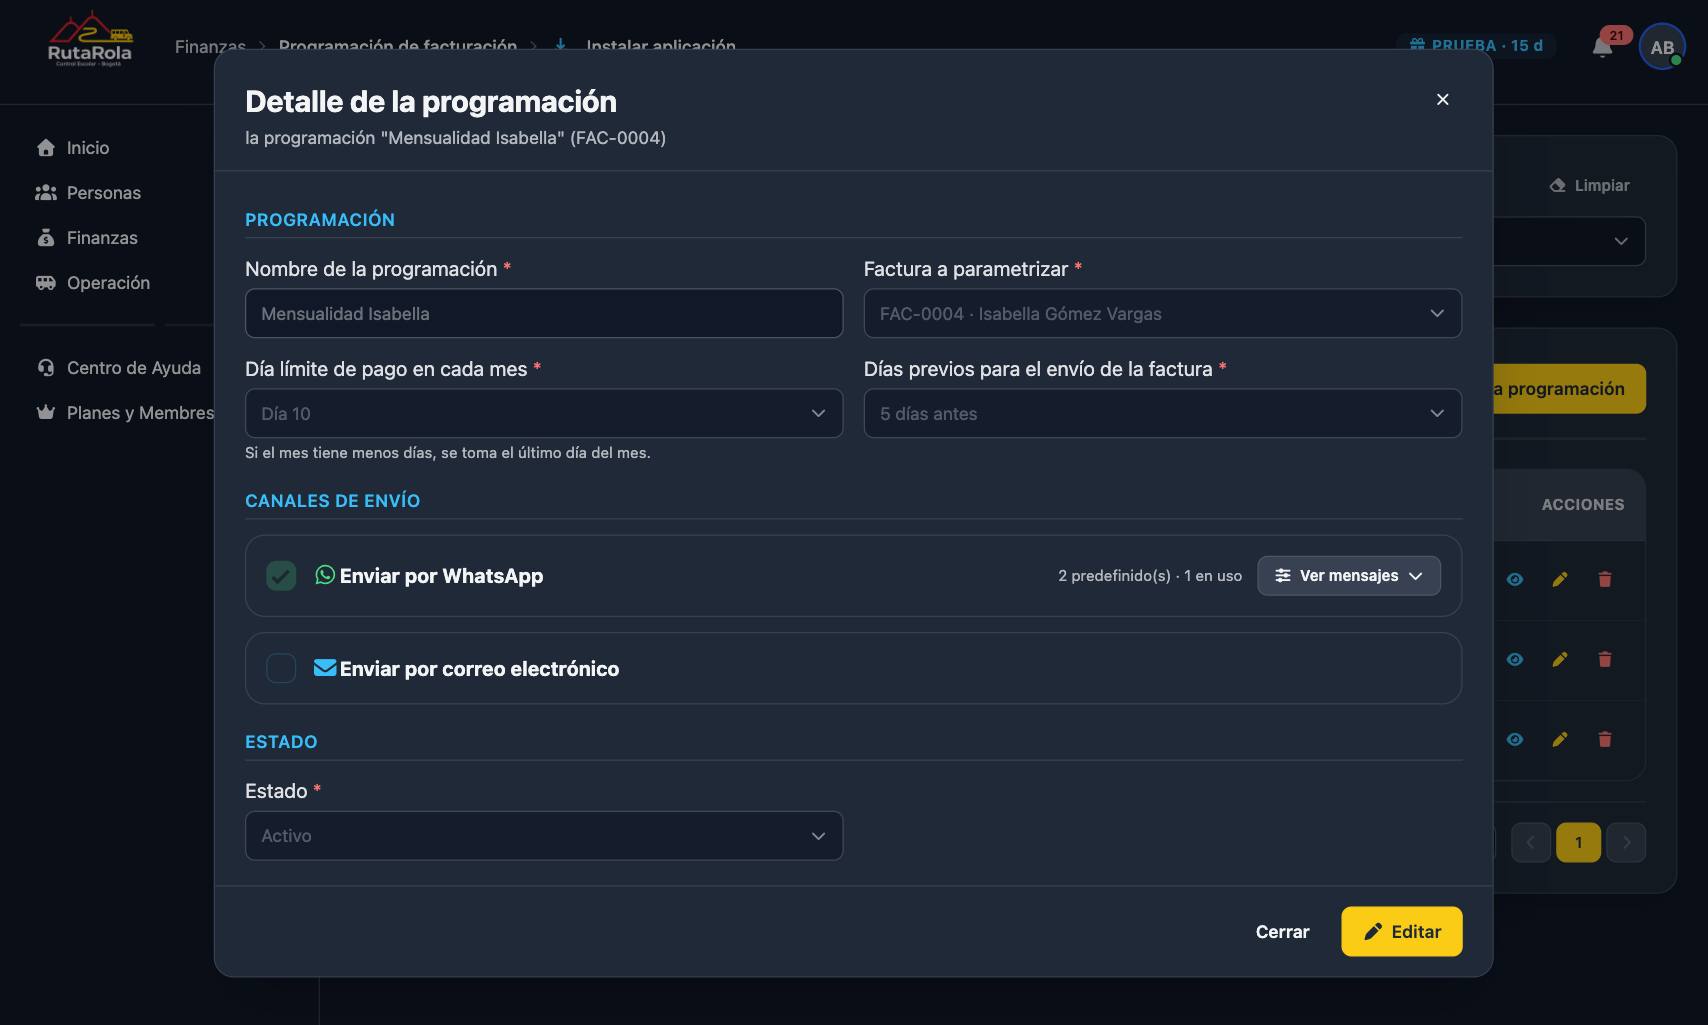 RutaRola
Control Escolar - Bogotá
Finanzas > Programación de facturación > Instalar aplicación
PRUEBA · 15 d
21
AB
Inicio
Personas
Finanzas
Operación
Centro de Ayuda
Planes y Membres
Detalle de la programación
la programación "Mensualidad Isabella" (FAC-0004)
PROGRAMACIÓN
Nombre de la programación *
Mensualidad Isabella
Factura a parametrizar *
FAC-0004 · Isabella Gómez Vargas
Día límite de pago en cada mes *
Día 10
Si el mes tiene menos días, se toma el último día del mes.
Días previos para el envío de la factura *
5 días antes
CANALES DE ENVÍO
Enviar por WhatsApp
2 predefinido(s) · 1 en uso
Ver mensajes
Enviar por correo electrónico
ESTADO
Estado *
Activo
Cerrar
Editar
Limpiar
a programación
ACCIONES
1